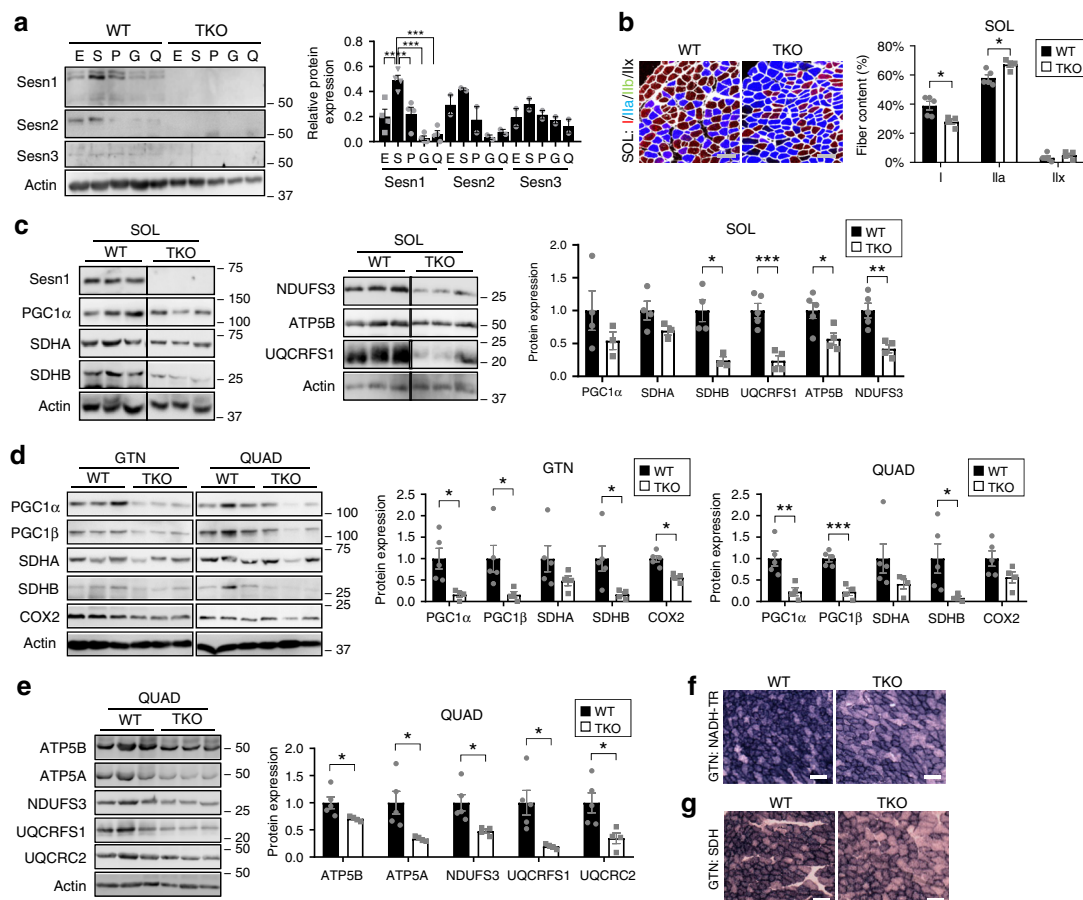 a
WT TKO
E S P G Q E S P G Q
Sesn1
50
Sesn2
50
Sesn3
50
Actin
37
Relative protein expression
0.8
0.6
0.4
0.2
0.0
***
***
****
E S P G Q E S P G Q E S P G Q
Sesn1 Sesn2 Sesn3
b
SOL: I/IIa/IIb/IIx
WT TKO
SOL
Fiber content (%)
80%
60%
40%
20%
0%
* *
WT
TKO
I IIa IIx
c
SOL
WT TKO
Sesn1
75
150
PGC1α
100
SDHA
75
SDHB
25
Actin
37
SOL
WT TKO
NDUFS3
25
ATP5B
50
UQCRFS1
20
Actin
37
SOL
WT
TKO
Protein expression
2.0
1.5
1.0
0.5
0.0
* *** * **
PGC1α SDHA SDHB UQCRFS1 ATP5B NDUFS3
d
GTN QUAD
WT TKO WT TKO
PGC1α
100
PGC1β
100
75
SDHA
SDHB
25
25
COX2
Actin
37
GTN
WT
TKO
Protein expression
2.0
1.5
1.0
0.5
0.0
* * * *
PGC1α PGC1β SDHA SDHB COX2
QUAD
WT
TKO
Protein expression
2.0
1.5
1.0
0.5
0.0
** *** *
PGC1α PGC1β SDHA SDHB COX2
e
QUAD
WT TKO
ATP5B
50
ATP5A
50
NDUFS3
25
UQCRFS1
20
UQCRC2
50
50
Actin
37
QUAD
WT
TKO
Protein expression
2.0
1.5
1.0
0.5
0.0
* * * * *
ATP5B ATP5A NDUFS3 UQCRFS1 UQCRC2
f
WT TKO
GTN: NADH-TR
g
WT TKO
GTN: SDH